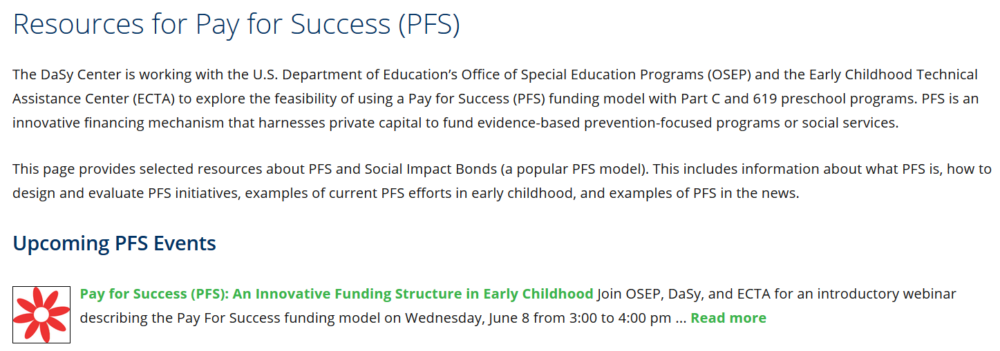 Resources for Pay for Success (PFS)
The DaSy Center is working with the U.S. Department of Education’s Office of Special Education Programs (OSEP) and the Early Childhood Technical
Assistance Center (ECTA) to explore the feasibility of using a Pay for Success (PFS) funding model with Part C and 619 preschool programs. PFS is an
innovative financing mechanism that harnesses private capital to fund evidence-based prevention-focused programs or social services.
This page provides selected resources about PFS and Social Impact Bonds (a popular PFS model). This includes information about what PFS is, how to
design and evaluate PFS initiatives, examples of current PFS efforts in early childhood, and examples of PFS in the news.
Upcoming PFS Events
Pay for Success (PFS): An Innovative Funding Structure in Early Childhood Join OSEP, DaSy, and ECTA for an introductory webinar
describing the Pay For Success funding model on Wednesday, June 8 from 3:00 to 4:00 pm ... Read more